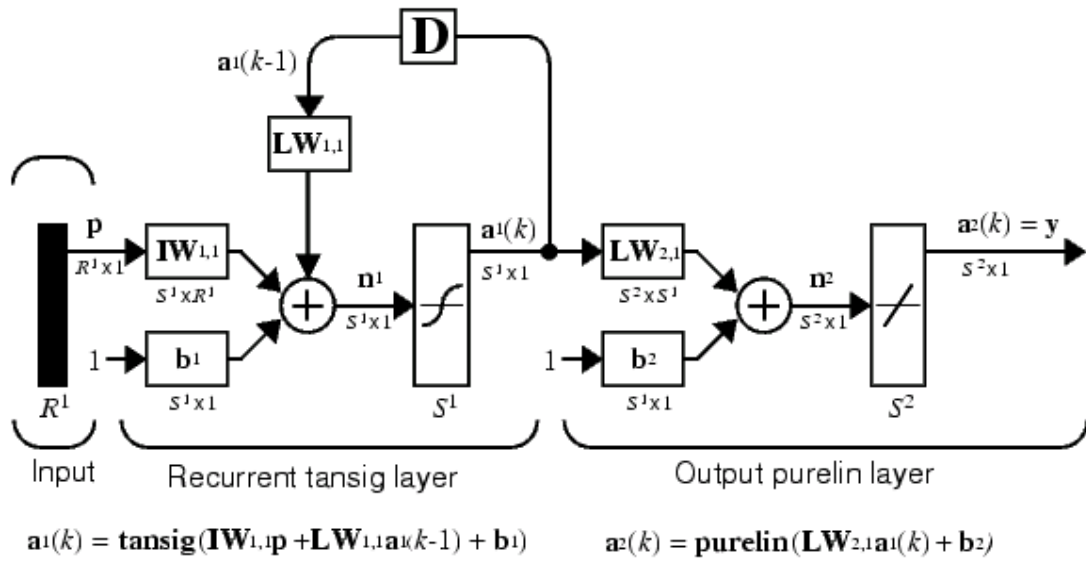 D
a¹(k-1)
LW1,1
p
R¹x1
IW1,1
S¹xR¹
1
b¹
S¹x1
n¹
S¹x1
a¹(k)
S¹x1
LW2,1
S²xS¹
1
b²
S¹x1
n²
S²x1
a²(k) = y
S²x1
R¹
S¹
S²
Input
Recurrent tansig layer
Output purelin layer
a1(k) = tansig(IW1,1p +LW1,1a1(k-1) + b1)
a2(k) = purelin(LW2,1a1(k) + b2)